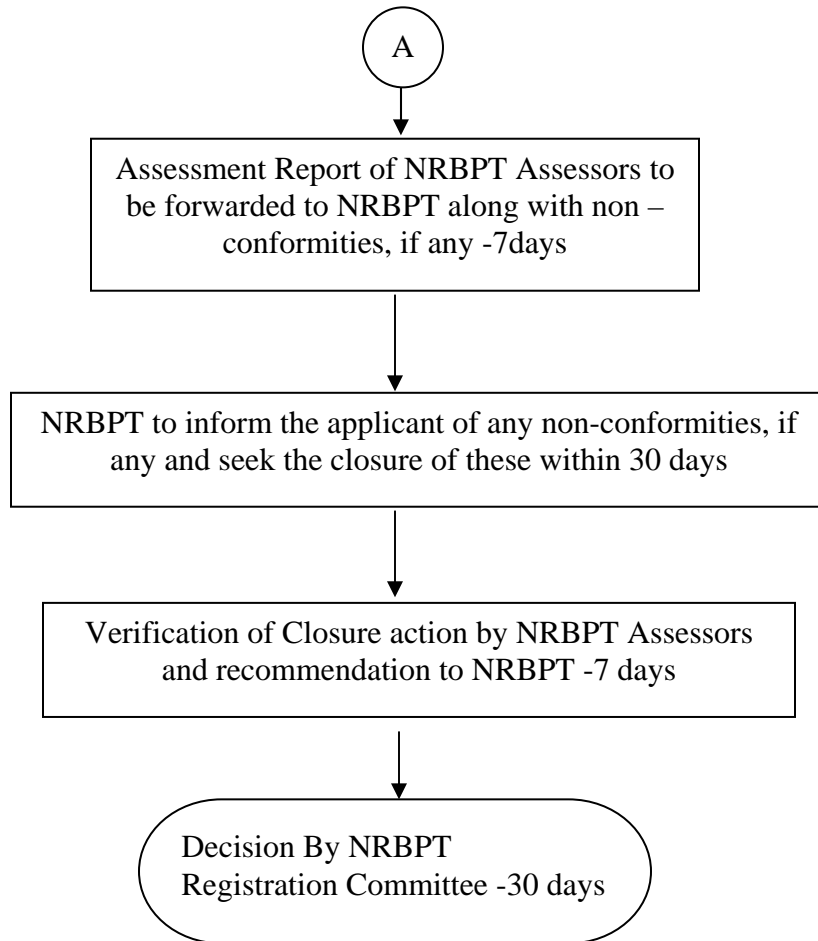 A
Assessment Report of NRBPT Assessors to
be forwarded to NRBPT along with non –
conformities, if any -7days
NRBPT to inform the applicant of any non-conformities, if
any and seek the closure of these within 30 days
Verification of Closure action by NRBPT Assessors
and recommendation to NRBPT -7 days
Decision By NRBPT
Registration Committee -30 days